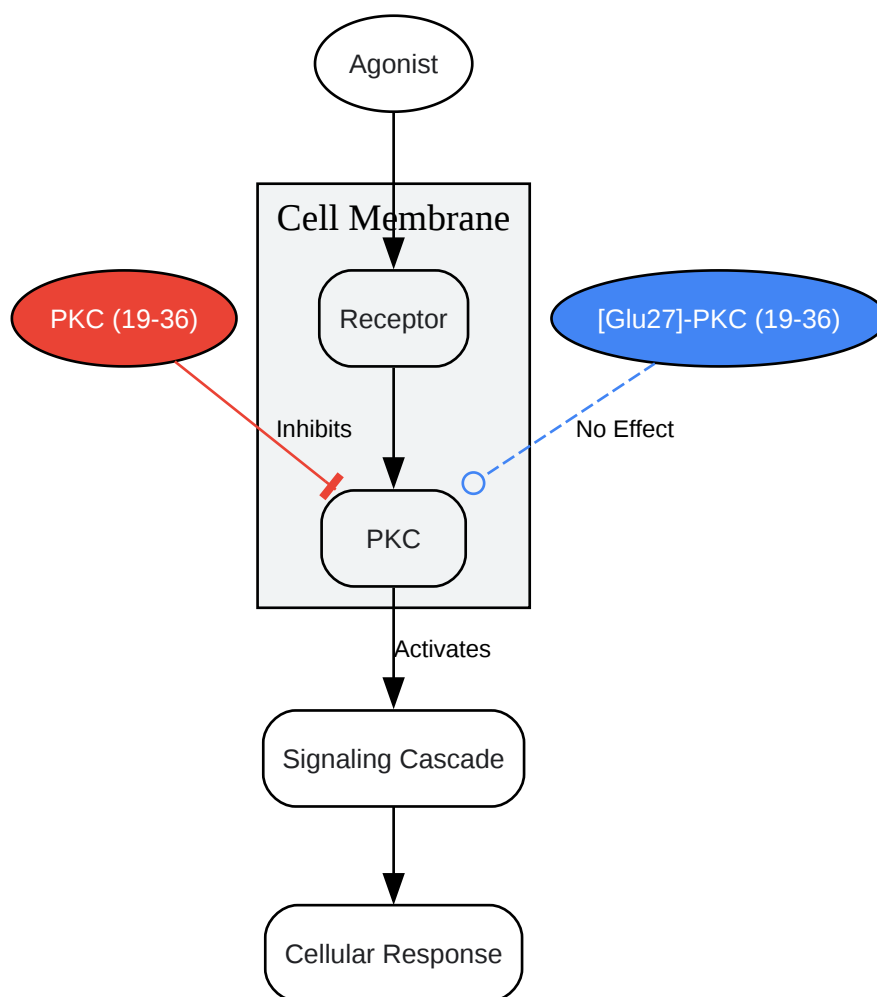 Agonist
Cell Membrane
PKC (19-36)
Receptor
[Glu27]-PKC (19-36)
Inhibits
No Effect
PKC
Activates
Signaling Cascade
Cellular Response